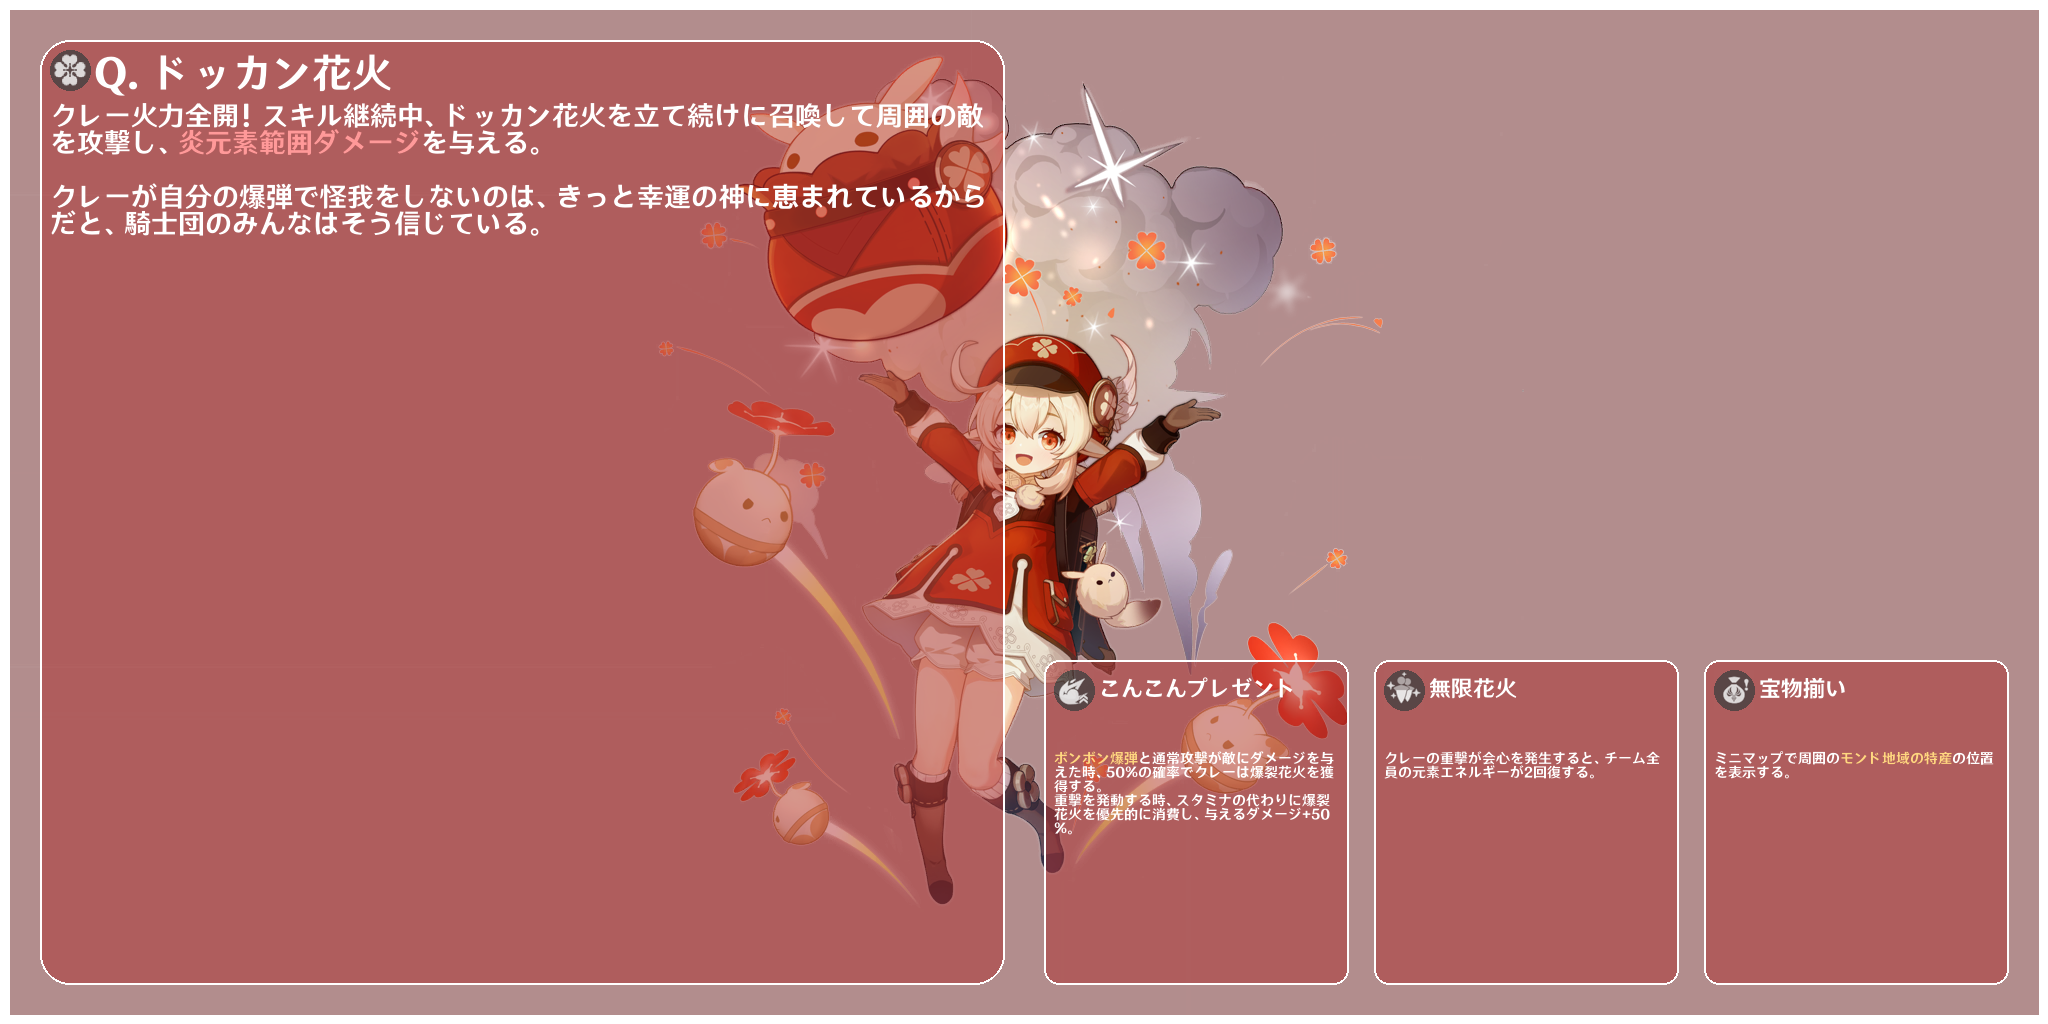 Q. ドッカン花火
クレー火力全開！スキル継続中、ドッカン花火を立て続けに召喚して周囲の敵
を攻撃し、炎元素範囲ダメージを与える。
クレーが自分の爆弾で怪我をしないのは、きっと幸運の神に恵まれているから
だと、騎士団のみんなはそう信じている。
こんこんプレゼント
ボンボン爆弾と通常攻撃が敵にダメージを与
えた時、50%の確率でクレーは爆裂花火を獲
得する。
重撃を発動する時、スタミナの代わりに爆裂
花火を優先的に消費し、与えるダメージ+50
%。
無限花火
クレーの重撃が会心を発生すると、チーム全
員の元素エネルギーが2回復する。
宝物揃い
ミニマップで周囲のモンド地域の特産の位置
を表示する。